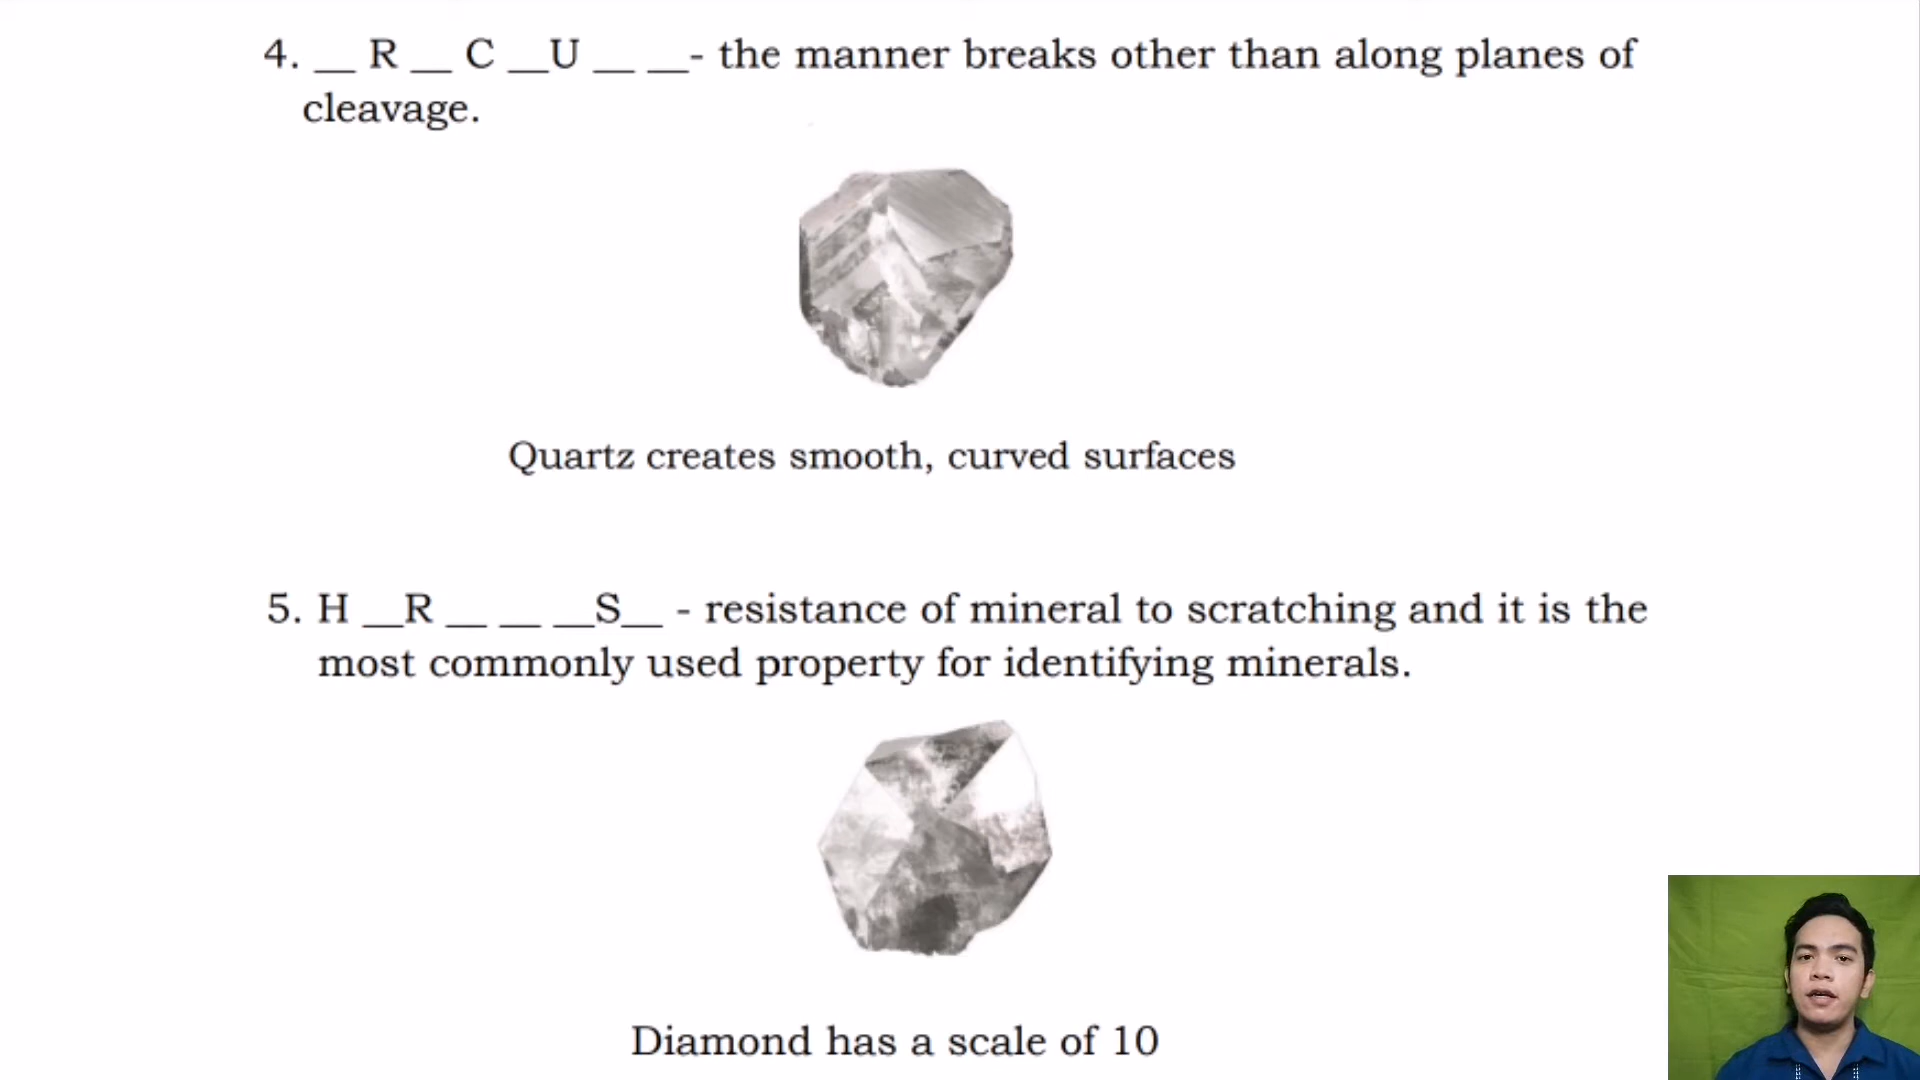 4. __ R __ C __U __ __- the manner breaks other than along planes of
cleavage.
Quartz creates smooth, curved surfaces
5. H __R __ __ __S__ - resistance of mineral to scratching and it is the
most commonly used property for identifying minerals.
Diamond has a scale of 10